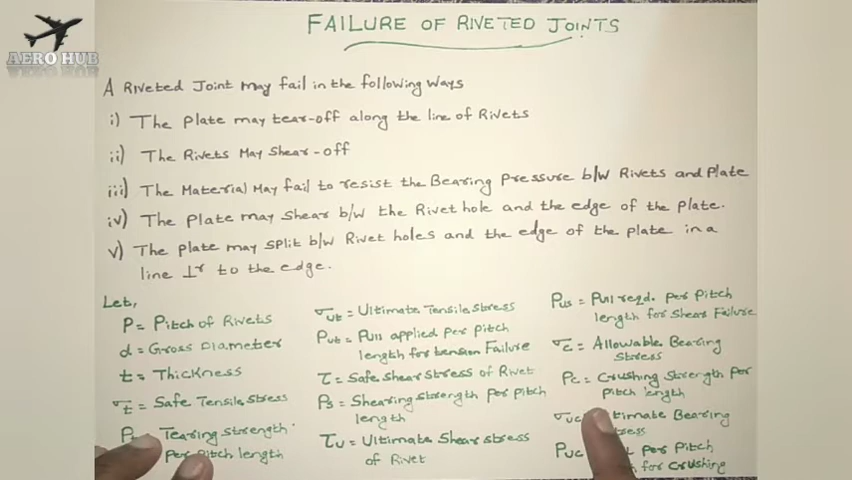 AERO HUB
FAILURE OF RIVETED JOINTS
A Riveted Joint may fail in the following ways
i) The plate may tear-off along the line of Rivets
ii) The Rivets May Shear-off
iii) The Material May fail to resist the Bearing Pressure b/w Rivets and Plate
iv) The plate may shear b/w the Rivet hole and the edge of the plate.
v) The plate may split b/w Rivet holes and the edge of the plate in a
line ⊥r to the edge.
Let,
P = Pitch of Rivets
d = Gross Diameter
t = Thickness
σt = Safe Tensile Stress
Tearing strength
per pitch length
σut = Ultimate Tensile Stress
Put = Pull applied per pitch
length for tension Failure
τ = Safe shear stress of Rivet
Ps = Shearing strength per pitch
length
τu = Ultimate Shear stress
of Rivet
Pus = Pull reqd. per pitch
length for shear Failure
σc = Allowable Bearing
Stress
Pc = Crushing strength per
pitch length
σuc Bearing
Puc per Pitch
for crushing